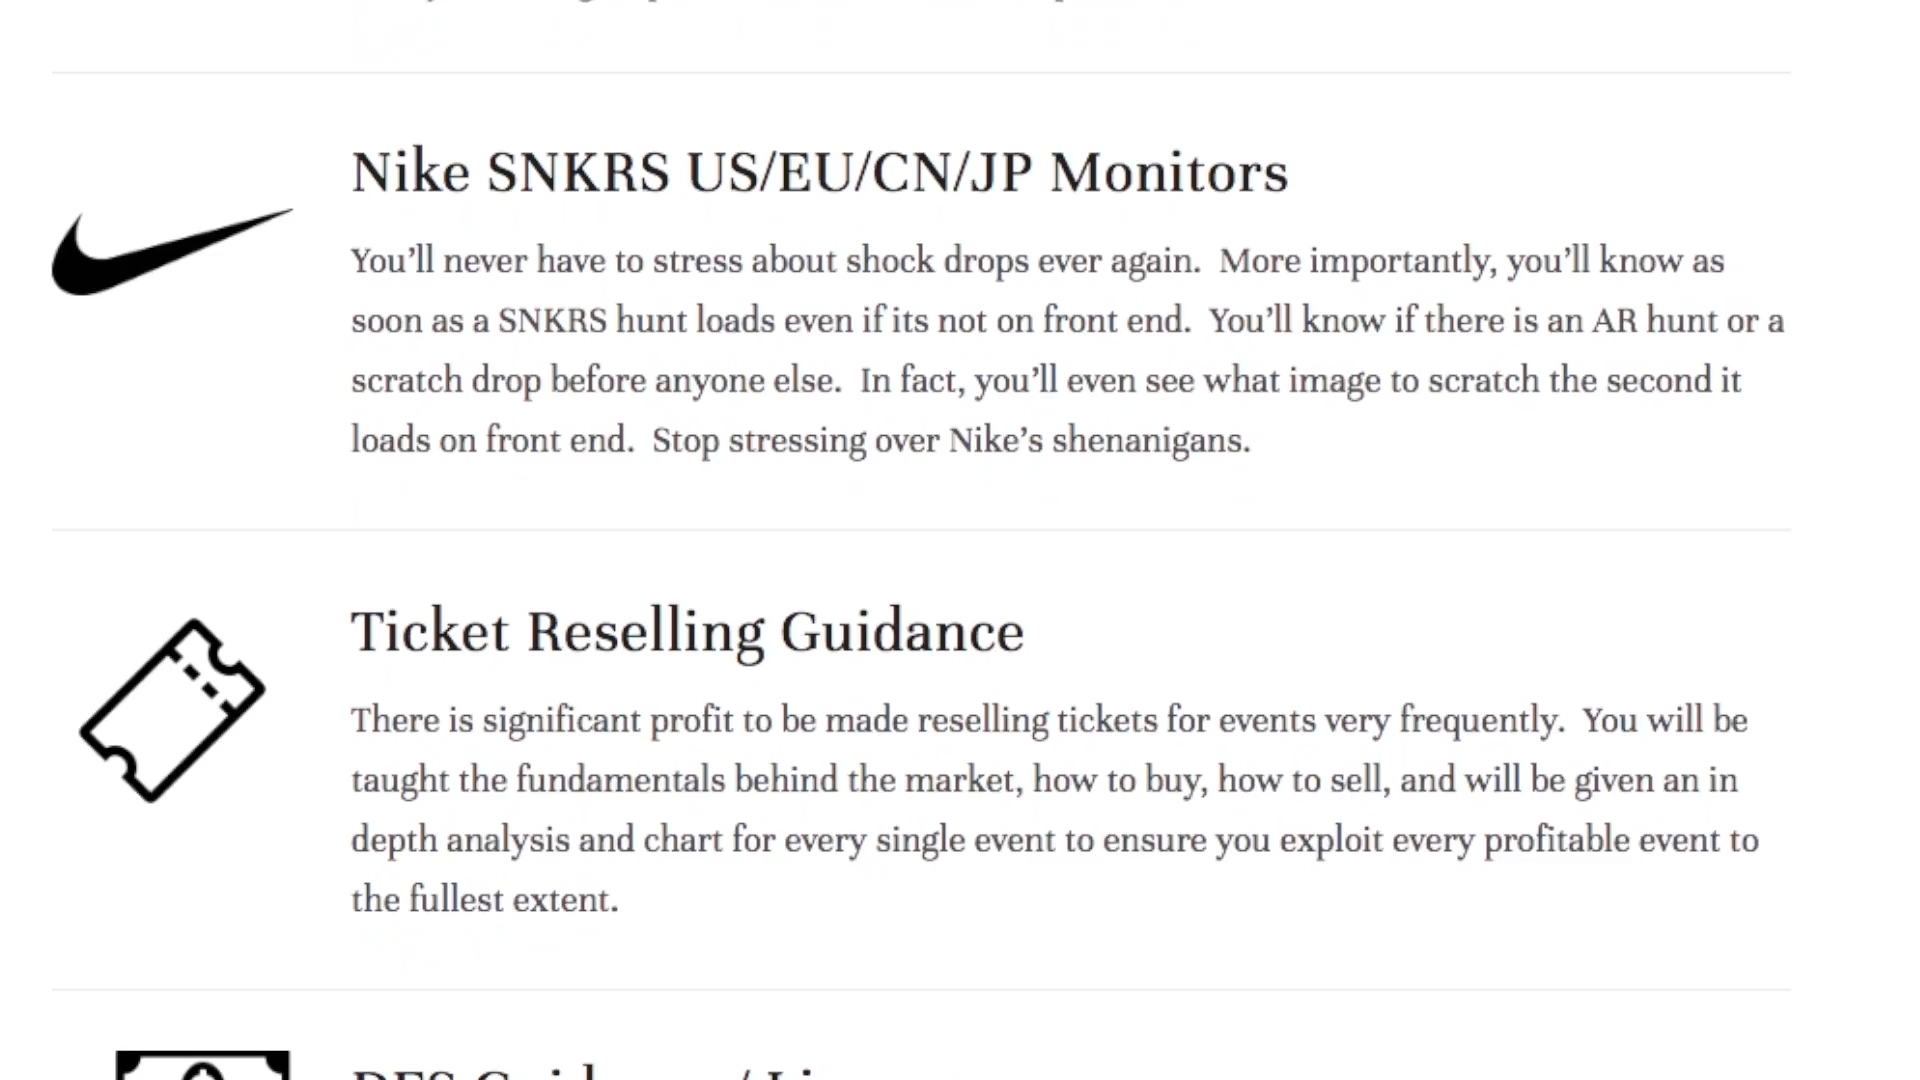 Nike SNKRS US/EU/CN/JP Monitors
You’ll never have to stress about shock drops ever again.  More importantly, you’ll know as
soon as a SNKRS hunt loads even if its not on front end.  You’ll know if there is an AR hunt or a
scratch drop before anyone else.  In fact, you’ll even see what image to scratch the second it
loads on front end.  Stop stressing over Nike’s shenanigans.
Ticket Reselling Guidance
There is significant profit to be made reselling tickets for events very frequently.  You will be
taught the fundamentals behind the market, how to buy, how to sell, and will be given an in
depth analysis and chart for every single event to ensure you exploit every profitable event to
the fullest extent.